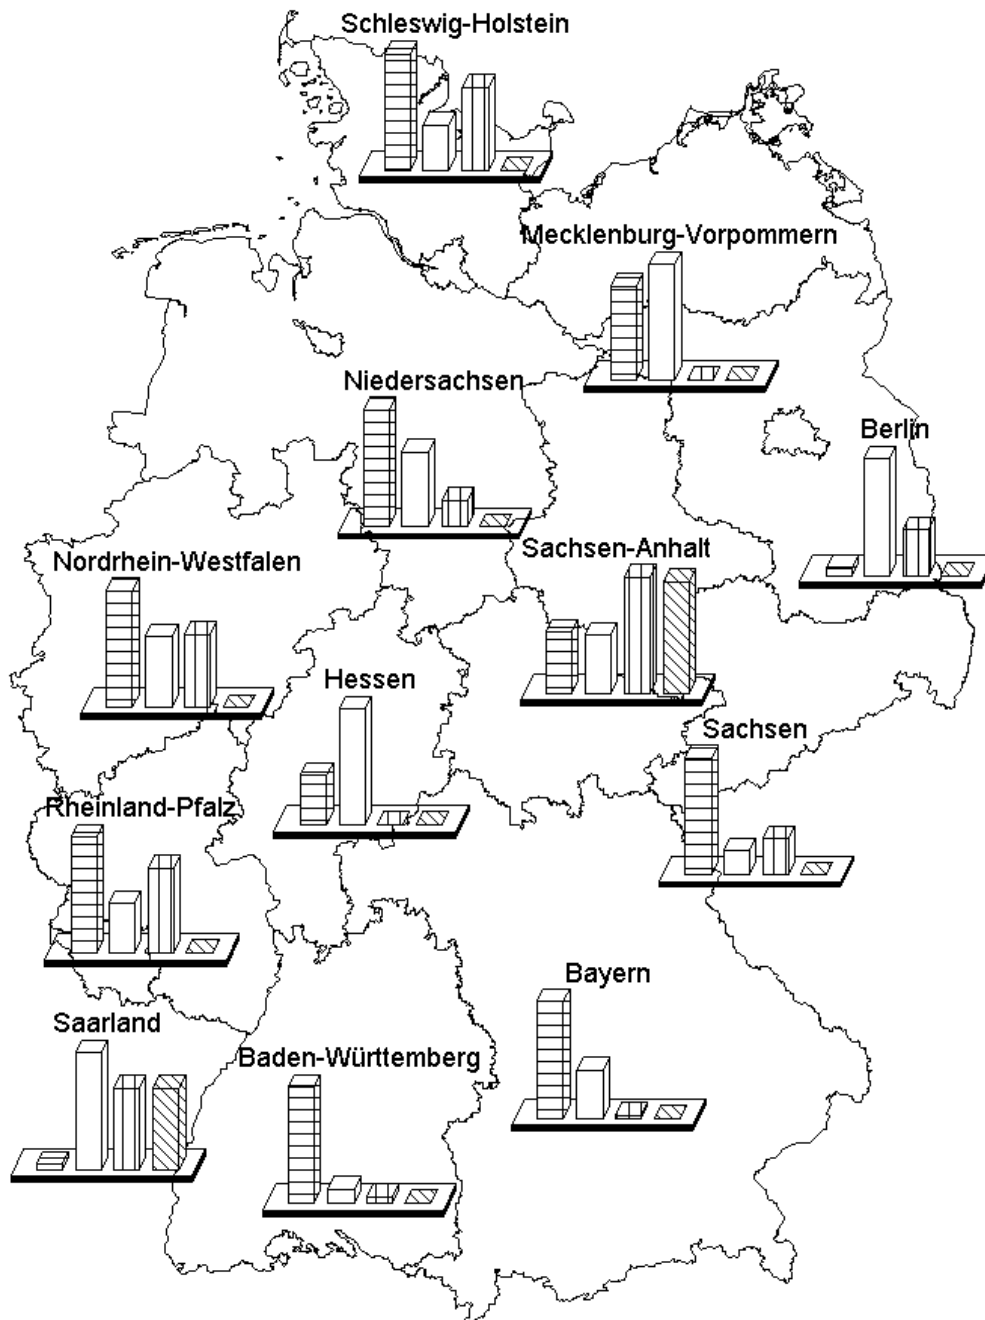 Schleswig-Holstein
Mecklenburg-Vorpommern
Niedersachsen
Berlin
Sachsen-Anhalt
Nordrhein-Westfalen
Hessen
Sachsen
Rheinland-Pfalz
Bayern
Saarland
Baden-Württemberg